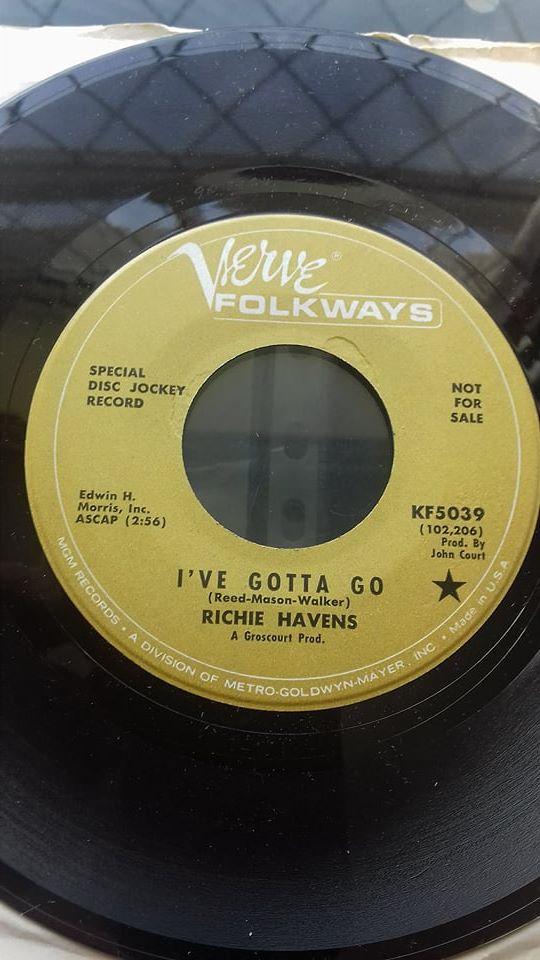 Verve®
FOLKWAYS
SPECIAL
DISC JOCKEY
RECORD
NOT
FOR
SALE
Edwin H.
Morris, Inc.
ASCAP (2:56)
KF5039
(102,206)
Prod. By
John Court
I'VE GOTTA GO
(Reed-Mason-Walker)
RICHIE HAVENS
A Groscourt Prod.
MGM RECORDS • A DIVISION OF METRO-GOLDWYN-MAYER, INC • Made in U.S.A